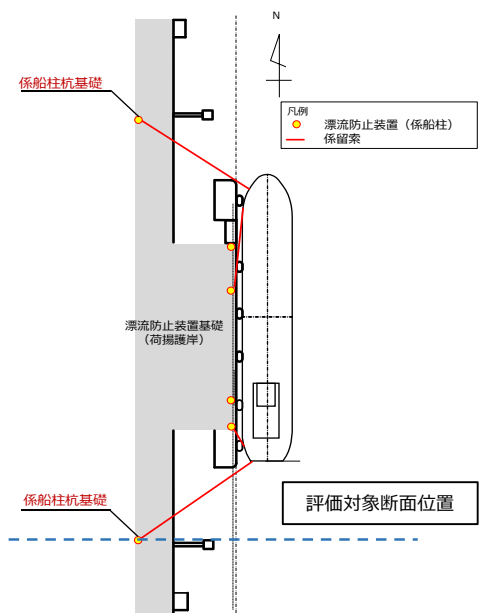 N
係船柱杭基礎
凡例
漂流防止装置（係船柱）
係留索
漂流防止装置基礎
（荷揚護岸）
係船柱杭基礎
評価対象断面位置